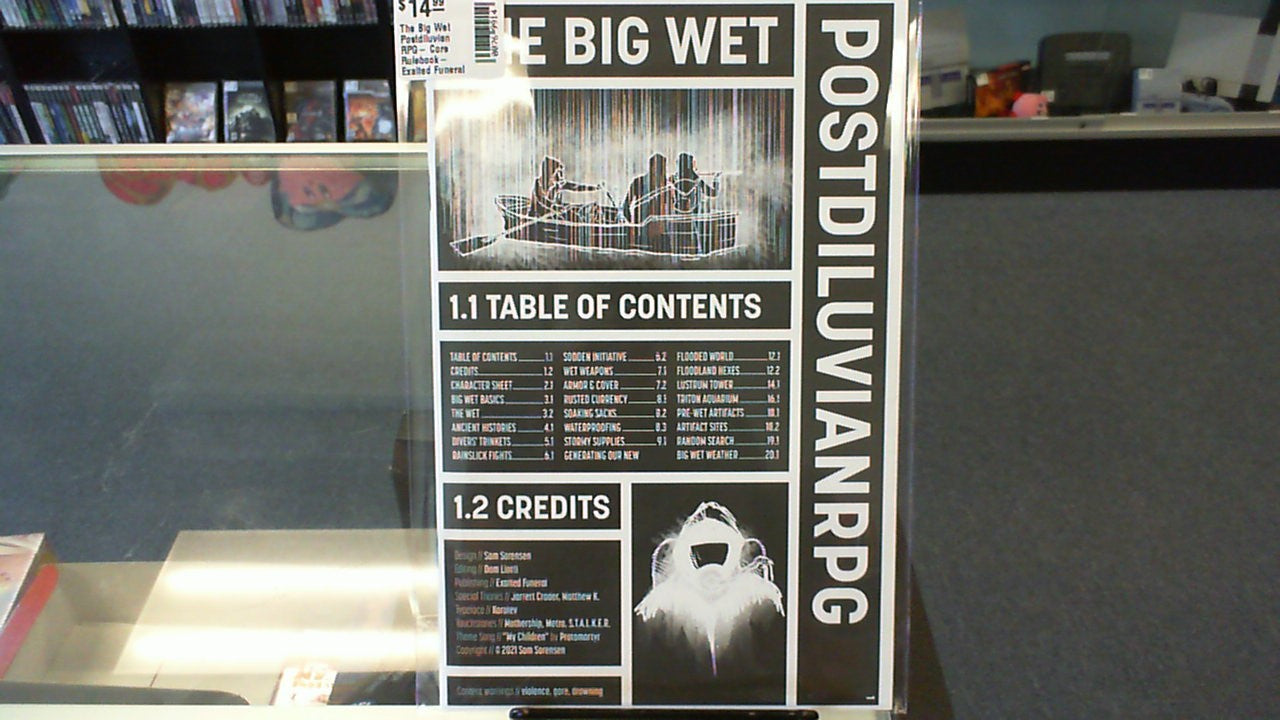 $14.99
The Big Wet
Postdiluvian
RPG - Core
Rulebook -
Exalted Funeral
E BIG WET
POSTDILUVIANRPG
1.1 TABLE OF CONTENTS
TABLE OF CONTENTS 1.1
CREDITS 1.2
CHARACTER SHEET 2.1
BIG WET BASICS 3.1
THE WET 3.2
ANCIENT HISTORIES 4.1
DIVERS' TRINKETS 5.1
RAINSLICK FIGHTS 6.1
SODDEN INITIATIVE 6.2
WET WEAPONS 7.1
ARMOR & COVER 7.2
RUSTED CURRENCY 8.1
SOAKING SACKS 8.2
WATERPROOFING 8.3
STORMY SUPPLIES 9.1
GENERATING OUR NEW
FLOODED WORLD 12.1
FLOODLAND HEXES 12.2
LUSTRUM TOWER 14.1
TRITON AQUARIUM 16.1
PRE-WET ARTIFACTS 18.1
ARTIFACT SITES 18.2
RANDOM SEARCH 19.1
BIG WET WEATHER 20.1
1.2 CREDITS
Design // Sam Sorensen
Editing // Dom Liotti
Publishing // Exalted Funeral
Special Thanks // Jarrett Crader, Matthew K.
Typeface // Korolev
Touchstones // Mothership, Metro, S.T.A.L.K.E.R.
Theme Song // "My Children" by Protomartyr
Copyright // © 2021 Sam Sorensen
Content warnings // violence, gore, drowning